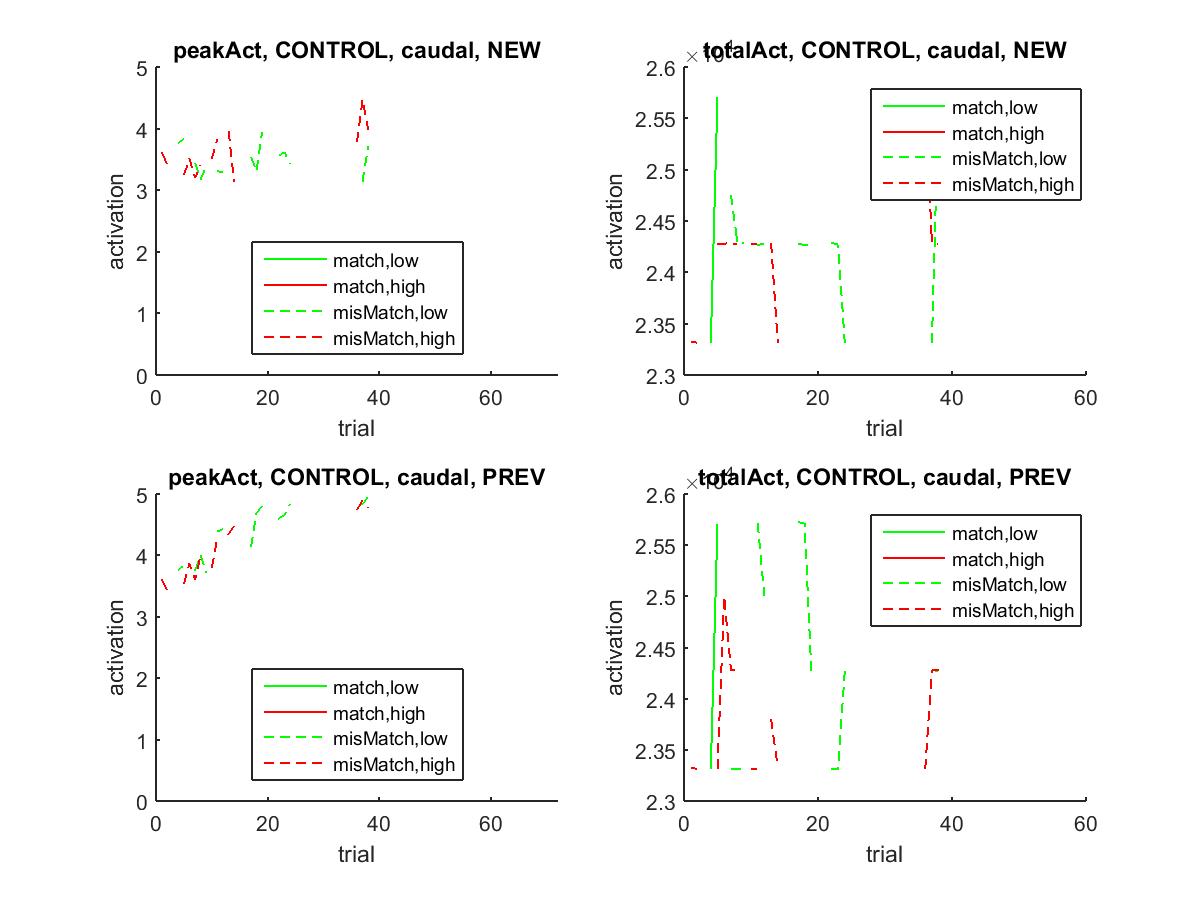 peakAct, CONTROL, caudal, NEW
5
4
3
2
1
0
activation
0 20 40 60
trial
match,low
match,high
misMatch,low
misMatch,high
totalAct, CONTROL, caudal, NEW
×10^4
2.6
2.55
2.5
2.45
2.4
2.35
2.3
activation
0 20 40 60
trial
match,low
match,high
misMatch,low
misMatch,high
peakAct, CONTROL, caudal, PREV
5
4
3
2
1
0
activation
0 20 40 60
trial
match,low
match,high
misMatch,low
misMatch,high
totalAct, CONTROL, caudal, PREV
×10^4
2.6
2.55
2.5
2.45
2.4
2.35
2.3
activation
0 20 40 60
trial
match,low
match,high
misMatch,low
misMatch,high